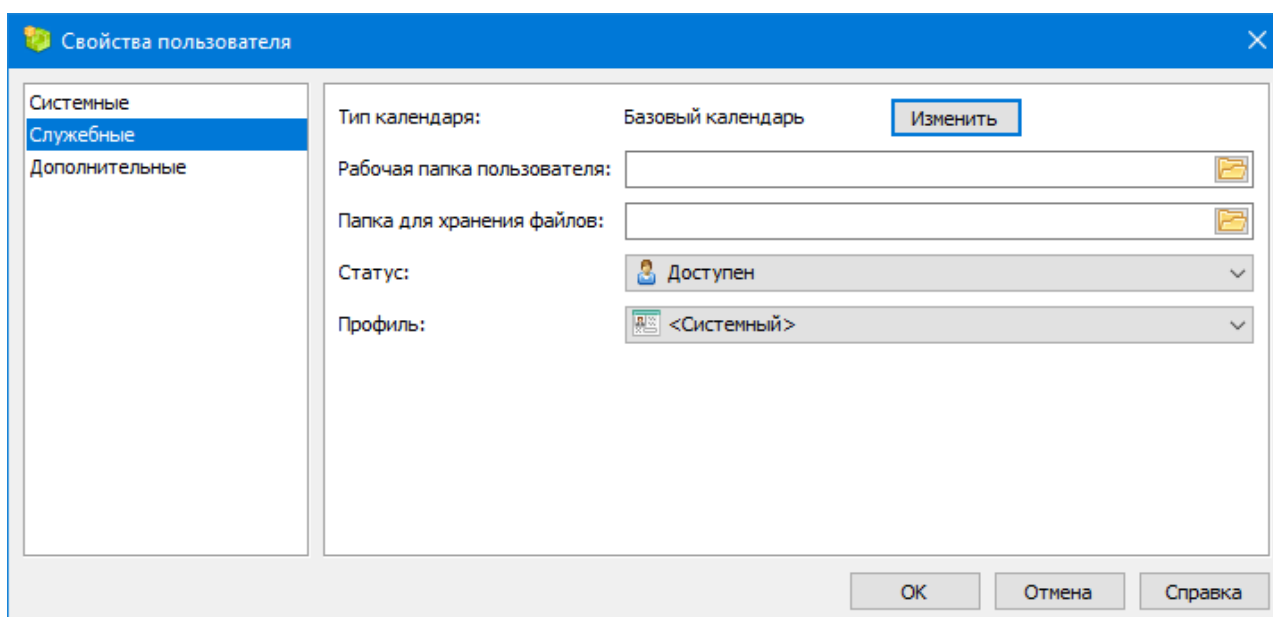 Свойства пользователя
Системные
Служебные
Дополнительные
Тип календаря: Базовый календарь Изменить
Рабочая папка пользователя:
Папка для хранения файлов:
Статус: Доступен
Профиль: <Системный>
ОК Отмена Справка